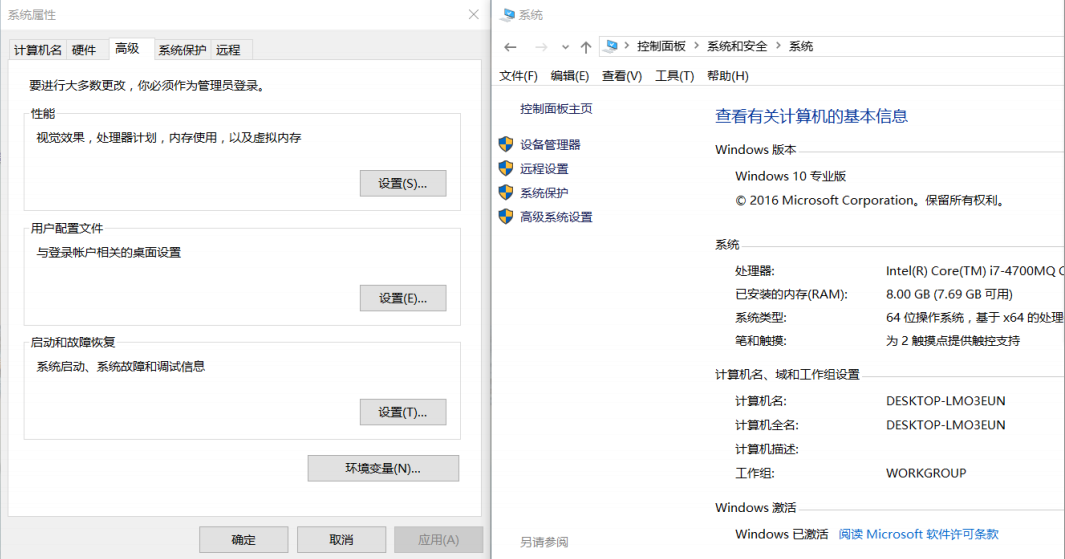 系统属性
计算机名 硬件 高级 系统保护 远程
要进行大多数更改，你必须作为管理员登录。
性能
视觉效果，处理器计划，内存使用，以及虚拟内存
设置(S)...
用户配置文件
与登录帐户相关的桌面设置
设置(E)...
启动和故障恢复
系统启动、系统故障和调试信息
设置(T)...
环境变量(N)...
确定 取消 应用(A)
系统
控制面板 系统和安全 系统
文件(F) 编辑(E) 查看(V) 工具(T) 帮助(H)
控制面板主页
设备管理器
远程设置
系统保护
高级系统设置
另请参阅
查看有关计算机的基本信息
Windows 版本
Windows 10 专业版
© 2016 Microsoft Corporation。保留所有权利。
系统
处理器: Intel(R) Core(TM) i7-4700MQ
已安装的内存(RAM): 8.00 GB (7.69 GB 可用)
系统类型: 64 位操作系统，基于 x64 的处理
笔和触摸: 为 2 触摸点提供触控支持
计算机名、域和工作组设置
计算机名: DESKTOP-LMO3EUN
计算机全名: DESKTOP-LMO3EUN
计算机描述:
工作组: WORKGROUP
Windows 激活
Windows 已激活 阅读 Microsoft 软件许可条款